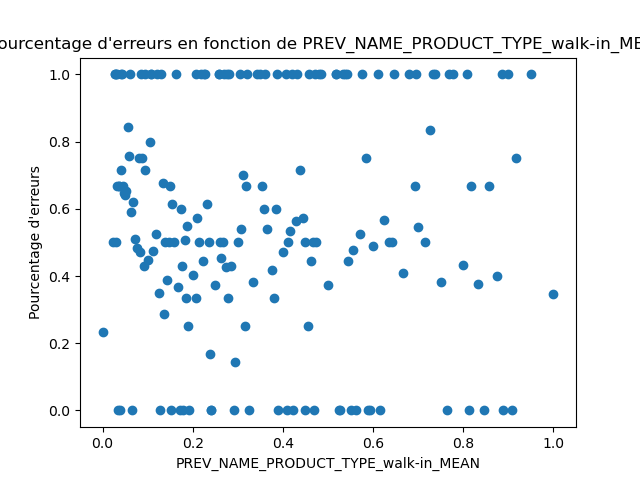 ourcentage d'erreurs en fonction de PREV_NAME_PRODUCT_TYPE_walk-in_MEA
Pourcentage d'erreurs
1.0
0.8
0.6
0.4
0.2
0.0
0.0 0.2 0.4 0.6 0.8 1.0
PREV_NAME_PRODUCT_TYPE_walk-in_MEAN